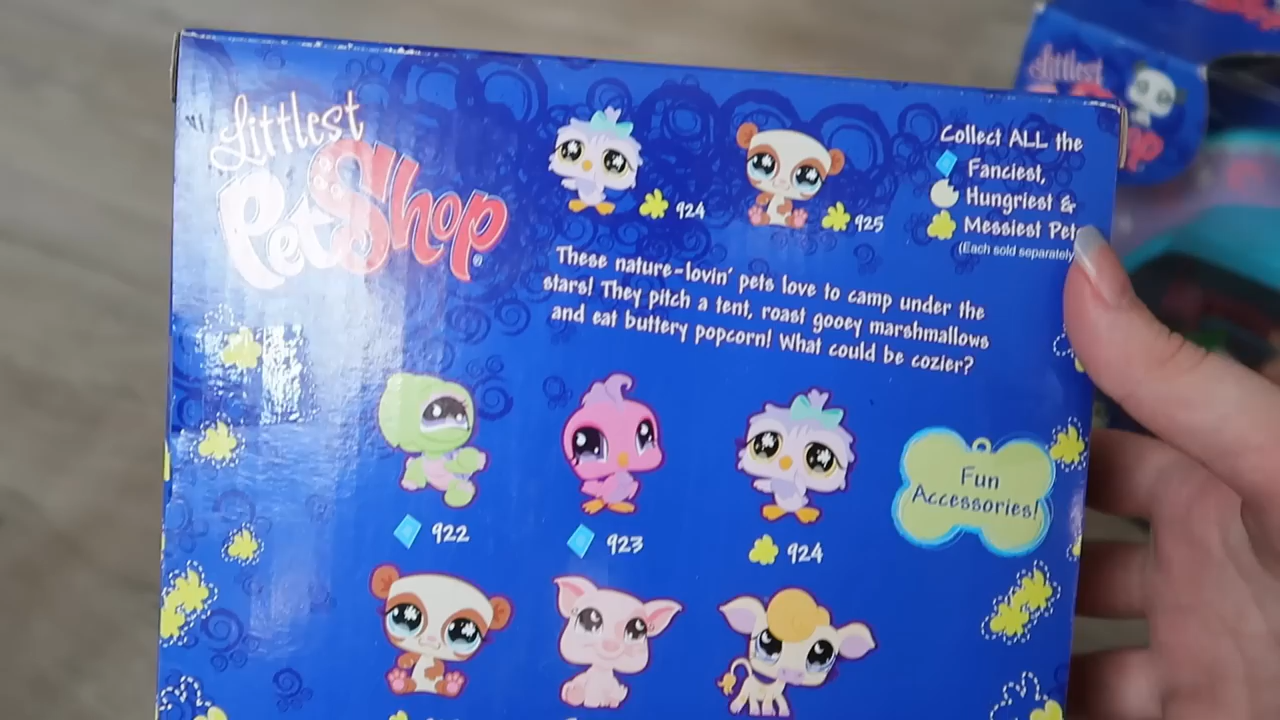 Littlest
PetShop
924
925
Collect ALL the
Fanciest,
Hungriest &
Messiest Pet
(Each sold separately
These nature-lovin' pets love to camp under the
stars! They pitch a tent, roast gooey marshmallows
and eat buttery popcorn! What could be cozier?
922
923
924
Fun
Accessories!
Littlest